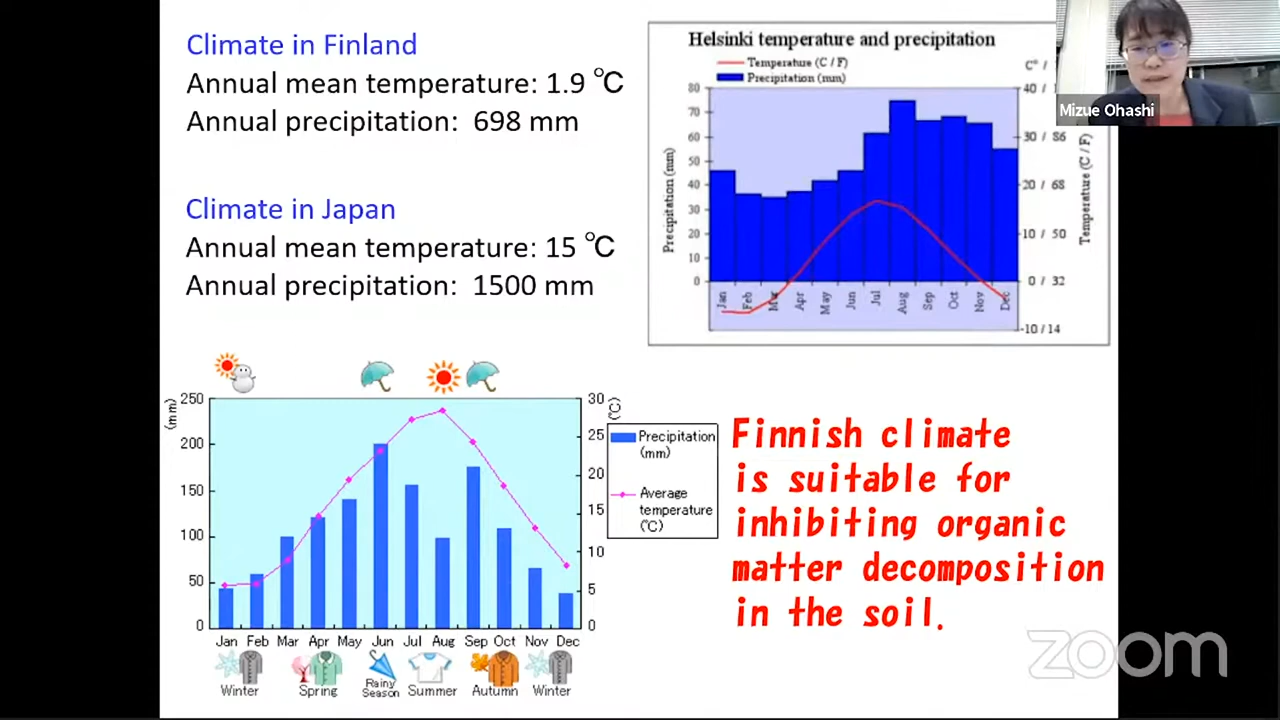 Climate in Finland
Annual mean temperature: 1.9 ℃
Annual precipitation: 698 mm
Climate in Japan
Annual mean temperature: 15 ℃
Annual precipitation: 1500 mm
Helsinki temperature and precipitation
Temperature (C / F)
Precipitation (mm)
C° /
80
70
60
50
40
30
20
10
0
Precipitation (mm)
40 /
30 / 86
20 / 68
10 / 50
0 / 32
-10 / 14
Temperature (C / F)
Jan Feb Mar Apr May Jun Jul Aug Sep Oct Nov Dec
Mizue Ohashi
(mm)
250
200
150
100
50
0
30
25
20
15
10
5
0
(℃)
Precipitation
(mm)
Average
temperature
(℃)
Jan Feb Mar Apr May Jun Jul Aug Sep Oct Nov Dec
Winter Spring Rainy Season Summer Autumn Winter
Finnish climate
is suitable for
inhibiting organic
matter decomposition
in the soil.
zoom